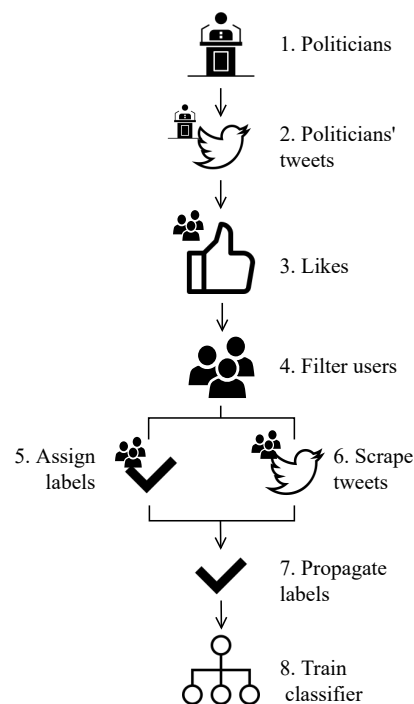 1. Politicians
2. Politicians'
tweets
3. Likes
4. Filter users
5. Assign
labels
6. Scrape
tweets
7. Propagate
labels
8. Train
classifier